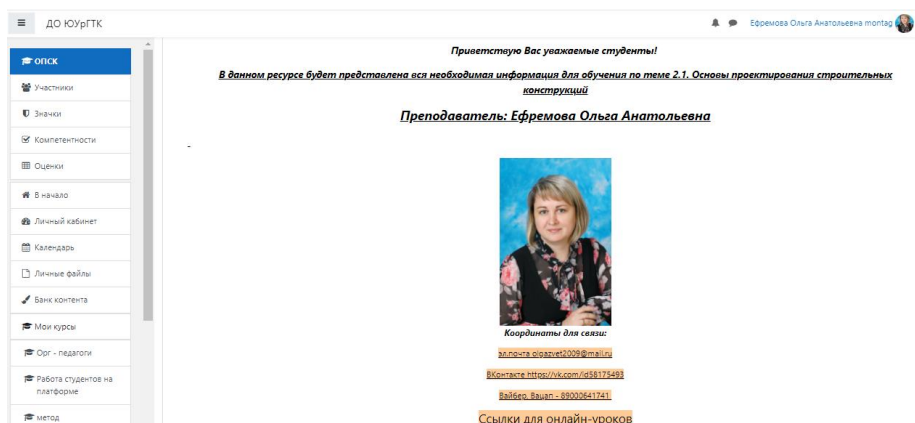 ДО ЮУрГТК
Ефремова Ольга Анатольевна montag
ОПСК
Участники
Значки
Компетентности
Оценки
В начало
Личный кабинет
Календарь
Личные файлы
Банк контента
Мои курсы
Орг - педагоги
Работа студентов на
платформе
метод
Приветствую Вас уважаемые студенты!
В данном ресурсе будет представлена вся необходимая информация для обучения по теме 2.1. Основы проектирования строительных
конструкций
Преподаватель: Ефремова Ольга Анатольевна
-
Координаты для связи:
эл.почта olgazvet2009@mail.ru
ВКонтакте https://vk.com/id58175493
Вайбер, Вацап - 89000641741
Ссылки для онлайн-уроков